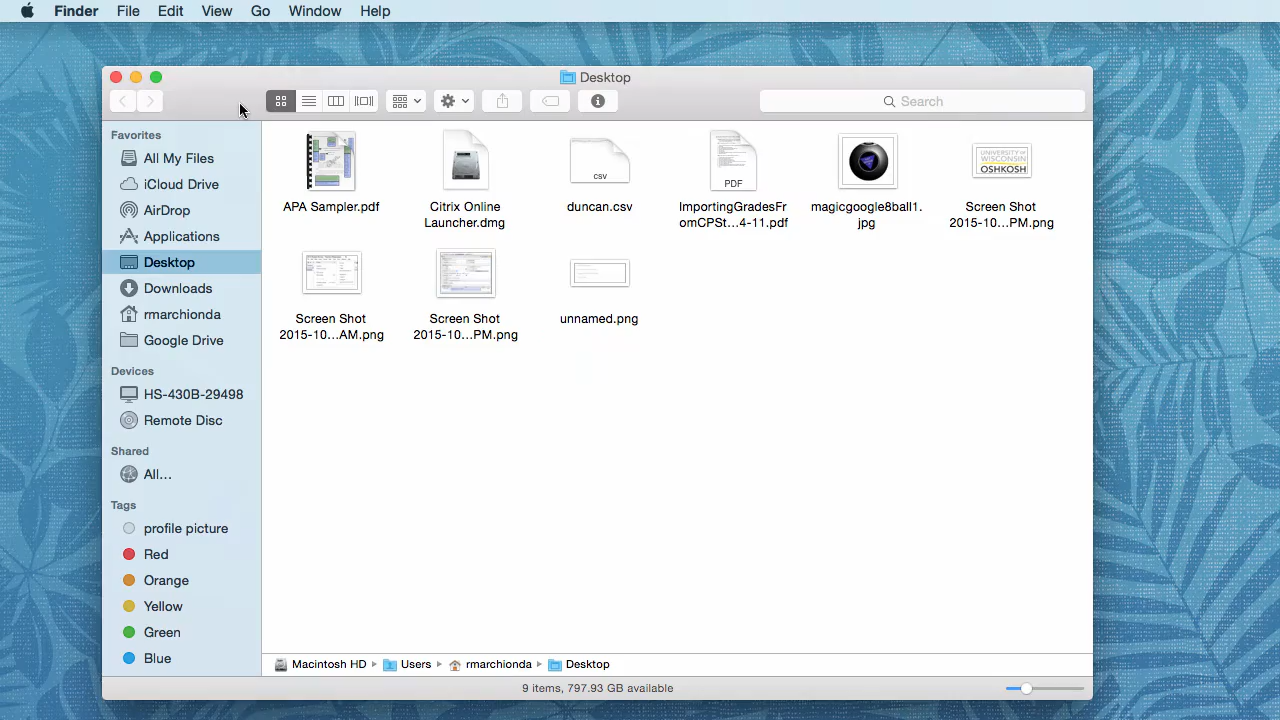 Finder File Edit View Go Window Help
Desktop
Search
Favorites
All My Files
iCloud Drive
AirDrop
Applications
Desktop
Downloads
rmarchionda
Google Drive
Devices
HS-430B-29498
Remote Disc
Shared
All...
Tags
profile picture
Red
Orange
Yellow
Green
Blue
APA Sampler.pdf
Citrix Online
Launcher.dmg
csv
duncan.csv
PDF
ImportingGradesFr
omCPSt...4-11.pdf
magicgoogle8ball1.
jpg
UNIVERSITY OF
WISCONSIN
OSHKOSH
Screen Shot
2015-10...PM.png
Screen Shot
2015-10...AM.png
Screen Shot
2015-10...PM.png
unnamed.png
Macintosh HD ▸ Users ▸ rmarchionda ▸ Desktop
9 items, 797.93 GB available